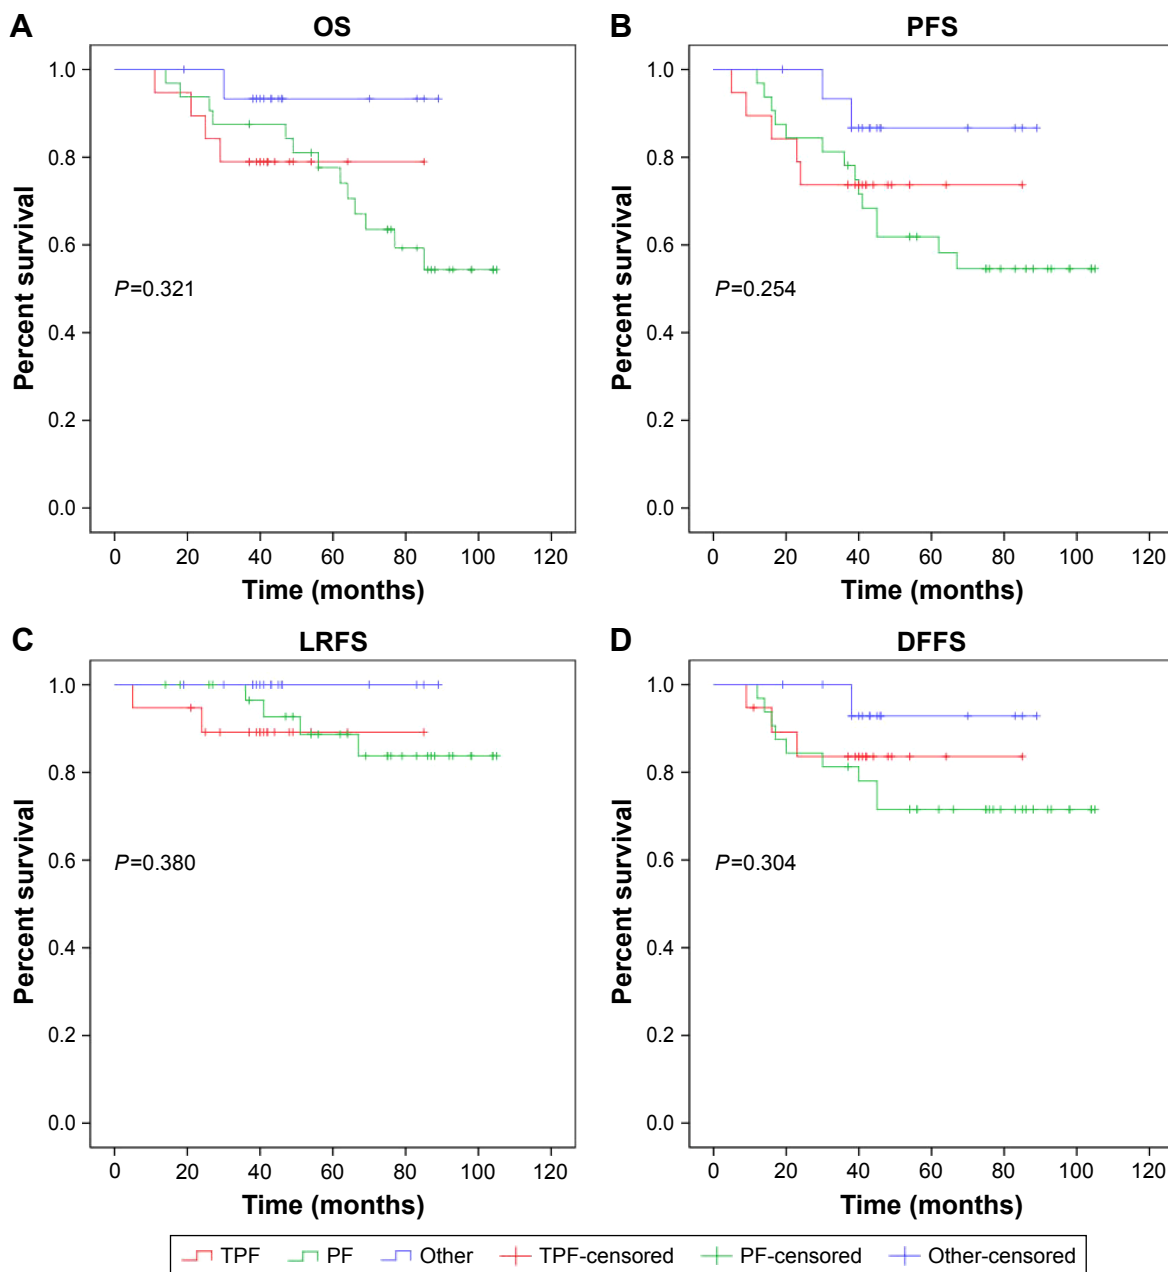 A
OS
1.0
0.8
0.6
0.4
0.2
0.0
Percent survival
P=0.321
0 20 40 60 80 100 120
Time (months)
B
PFS
1.0
0.8
0.6
0.4
0.2
0.0
Percent survival
P=0.254
0 20 40 60 80 100 120
Time (months)
C
LRFS
1.0
0.8
0.6
0.4
0.2
0.0
Percent survival
P=0.380
0 20 40 60 80 100 120
Time (months)
D
DFFS
1.0
0.8
0.6
0.4
0.2
0.0
Percent survival
P=0.304
0 20 40 60 80 100 120
Time (months)
TPF PF Other TPF-censored PF-censored Other-censored